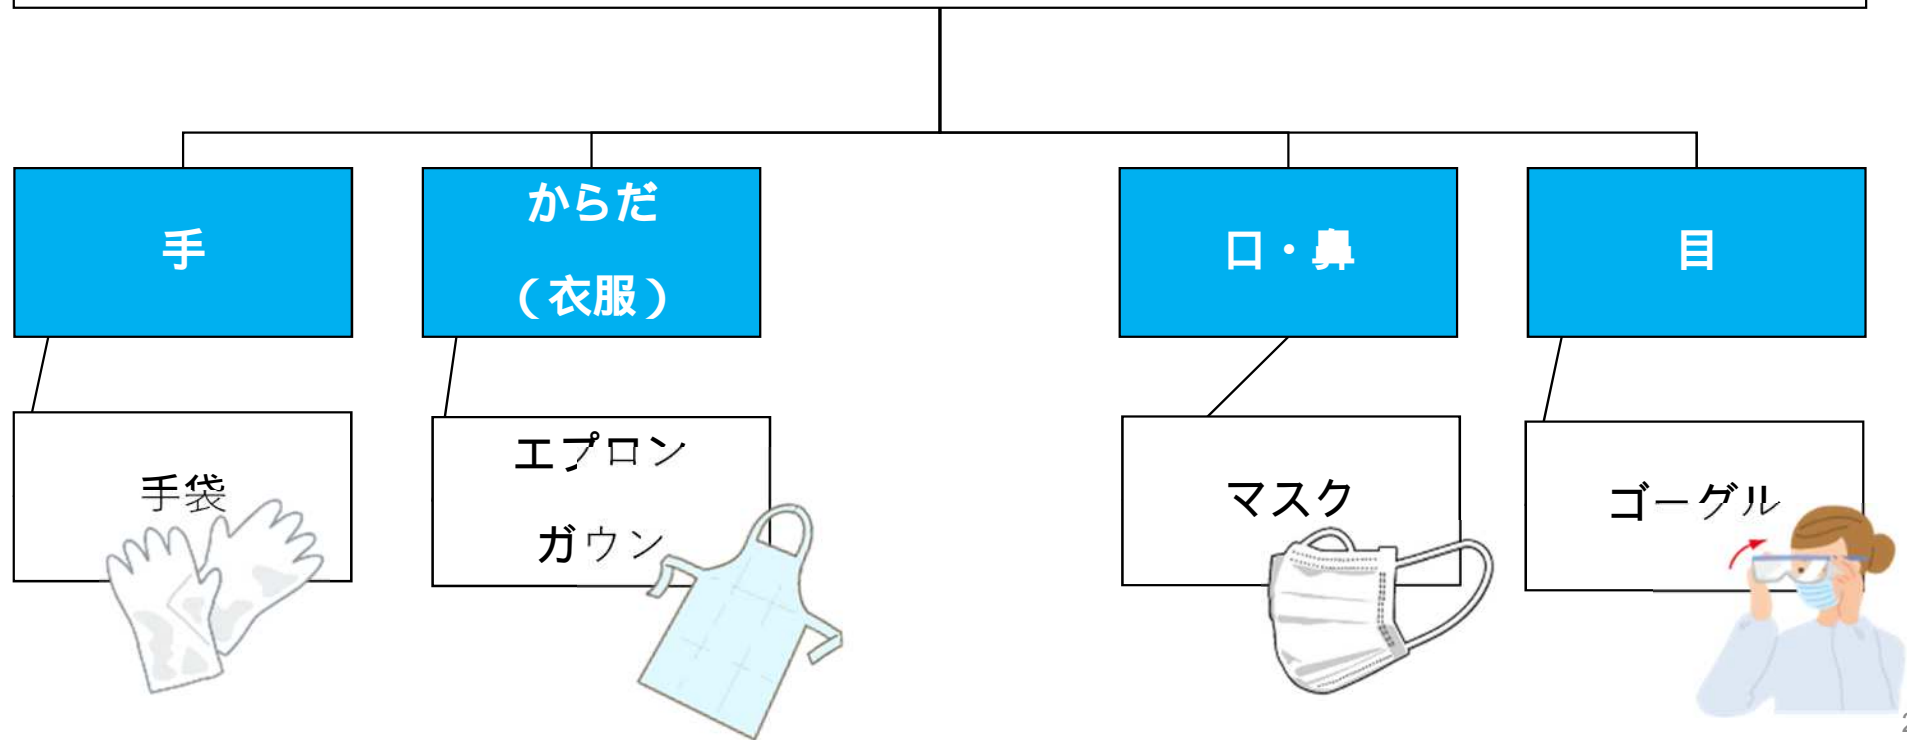 手
からだ
(衣服)
口・鼻
目
手袋
エプロン
ガウン
マスク
ゴーグル